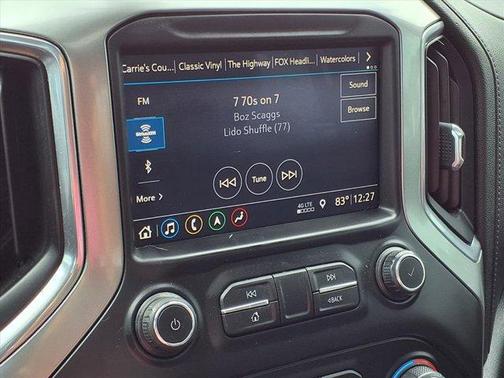 Carrie's Cou... Classic Vinyl The Highway FOX Headli... Watercolors
FM
7 70s on 7
Sound
Boz Scaggs
Browse
SiriusXM
Lido Shuffle (77)
Tune
More
4G LTE
83° 12:27
BACK